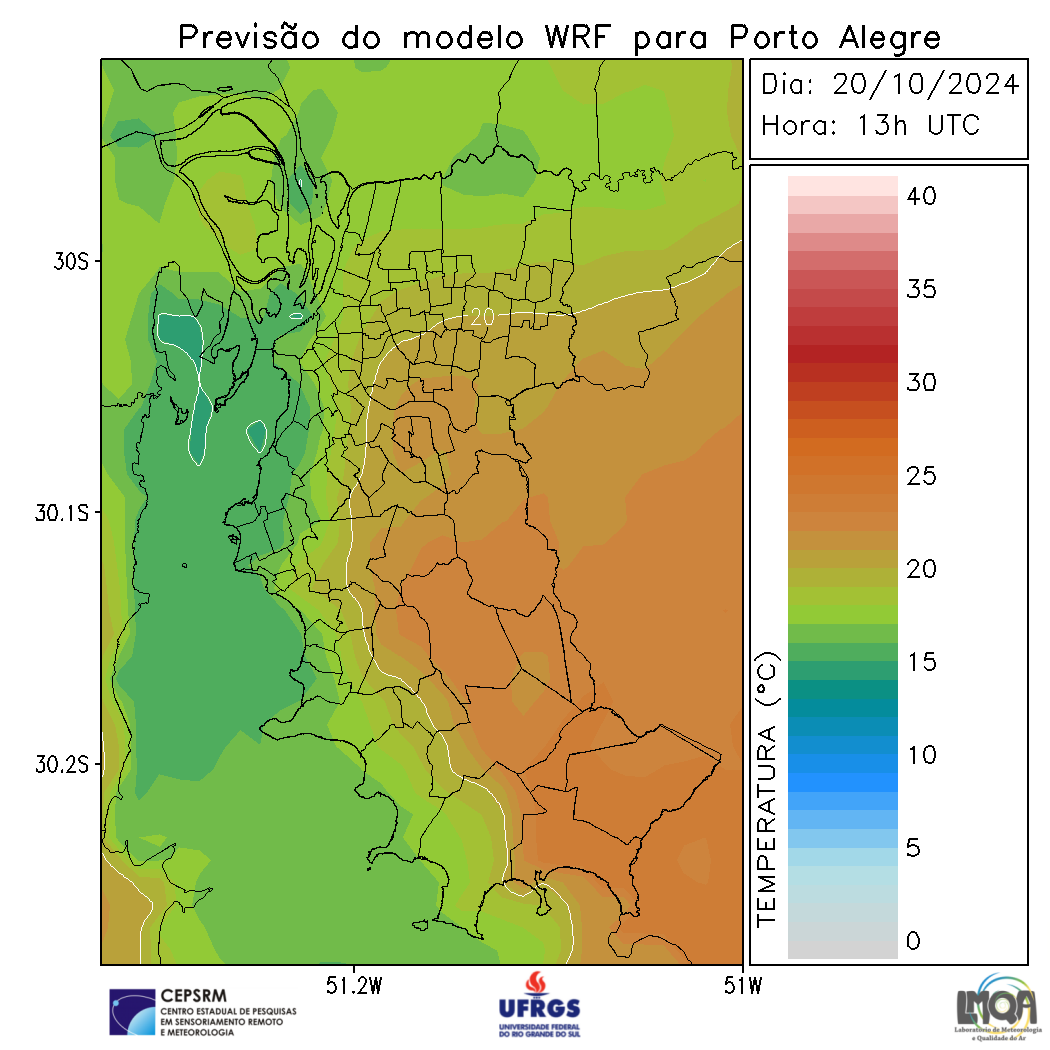 Previsão do modelo WRF para Porto Alegre
Dia: 20/10/2024
Hora: 13h UTC
30S
30.1S
30.2S
51.2W
51W
20
TEMPERATURA (°C)
40
35
30
25
20
15
10
5
0
CEPSRM
CENTRO ESTADUAL DE PESQUISAS
EM SENSORIAMENTO REMOTO
E METEOROLOGIA
UFRGS
UNIVERSIDADE FEDERAL
DO RIO GRANDE DO SUL
LMQA
Laboratório de Meteorologia
e Qualidade do Ar